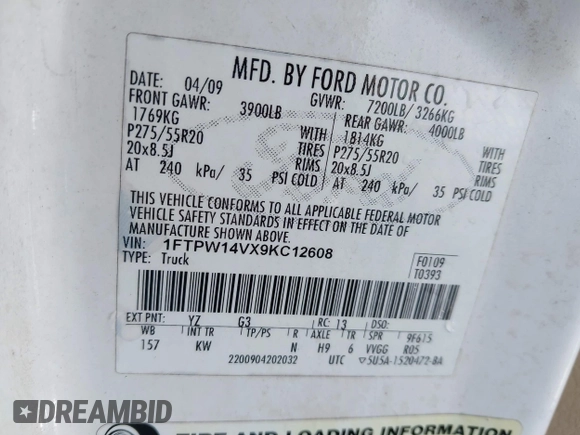 MFD. BY FORD MOTOR CO.
DATE: 04/09 GVWR: 7200LB/ 3266KG
FRONT GAWR: 3900LB REAR GAWR: 4000LB
1769KG WITH 1814KG WITH
P275/55R20 TIRES P275/55R20 TIRES
20x8.5J RIMS 20x8.5J RIMS
AT 240 kPa/ 35 PSI COLD AT 240 kPa/ 35 PSI COLD
THIS VEHICLE CONFORMS TO ALL APPLICABLE FEDERAL MOTOR
VEHICLE SAFETY STANDARDS IN EFFECT ON THE DATE OF
MANUFACTURE SHOWN ABOVE.
VIN: 1FTPW14VX9KC12608 F0109
TYPE: Truck T0393
EXT PNT: YZ G3 RC: 13 DSO:
WB INT TR TP/PS R AXLE TR SPR 9F615
157 KW N H9 6 VVGG R05
2200904202032 UTC 5U5A-1520472-BA
TIRE AND LOADING INFORMATION
DREAMBID